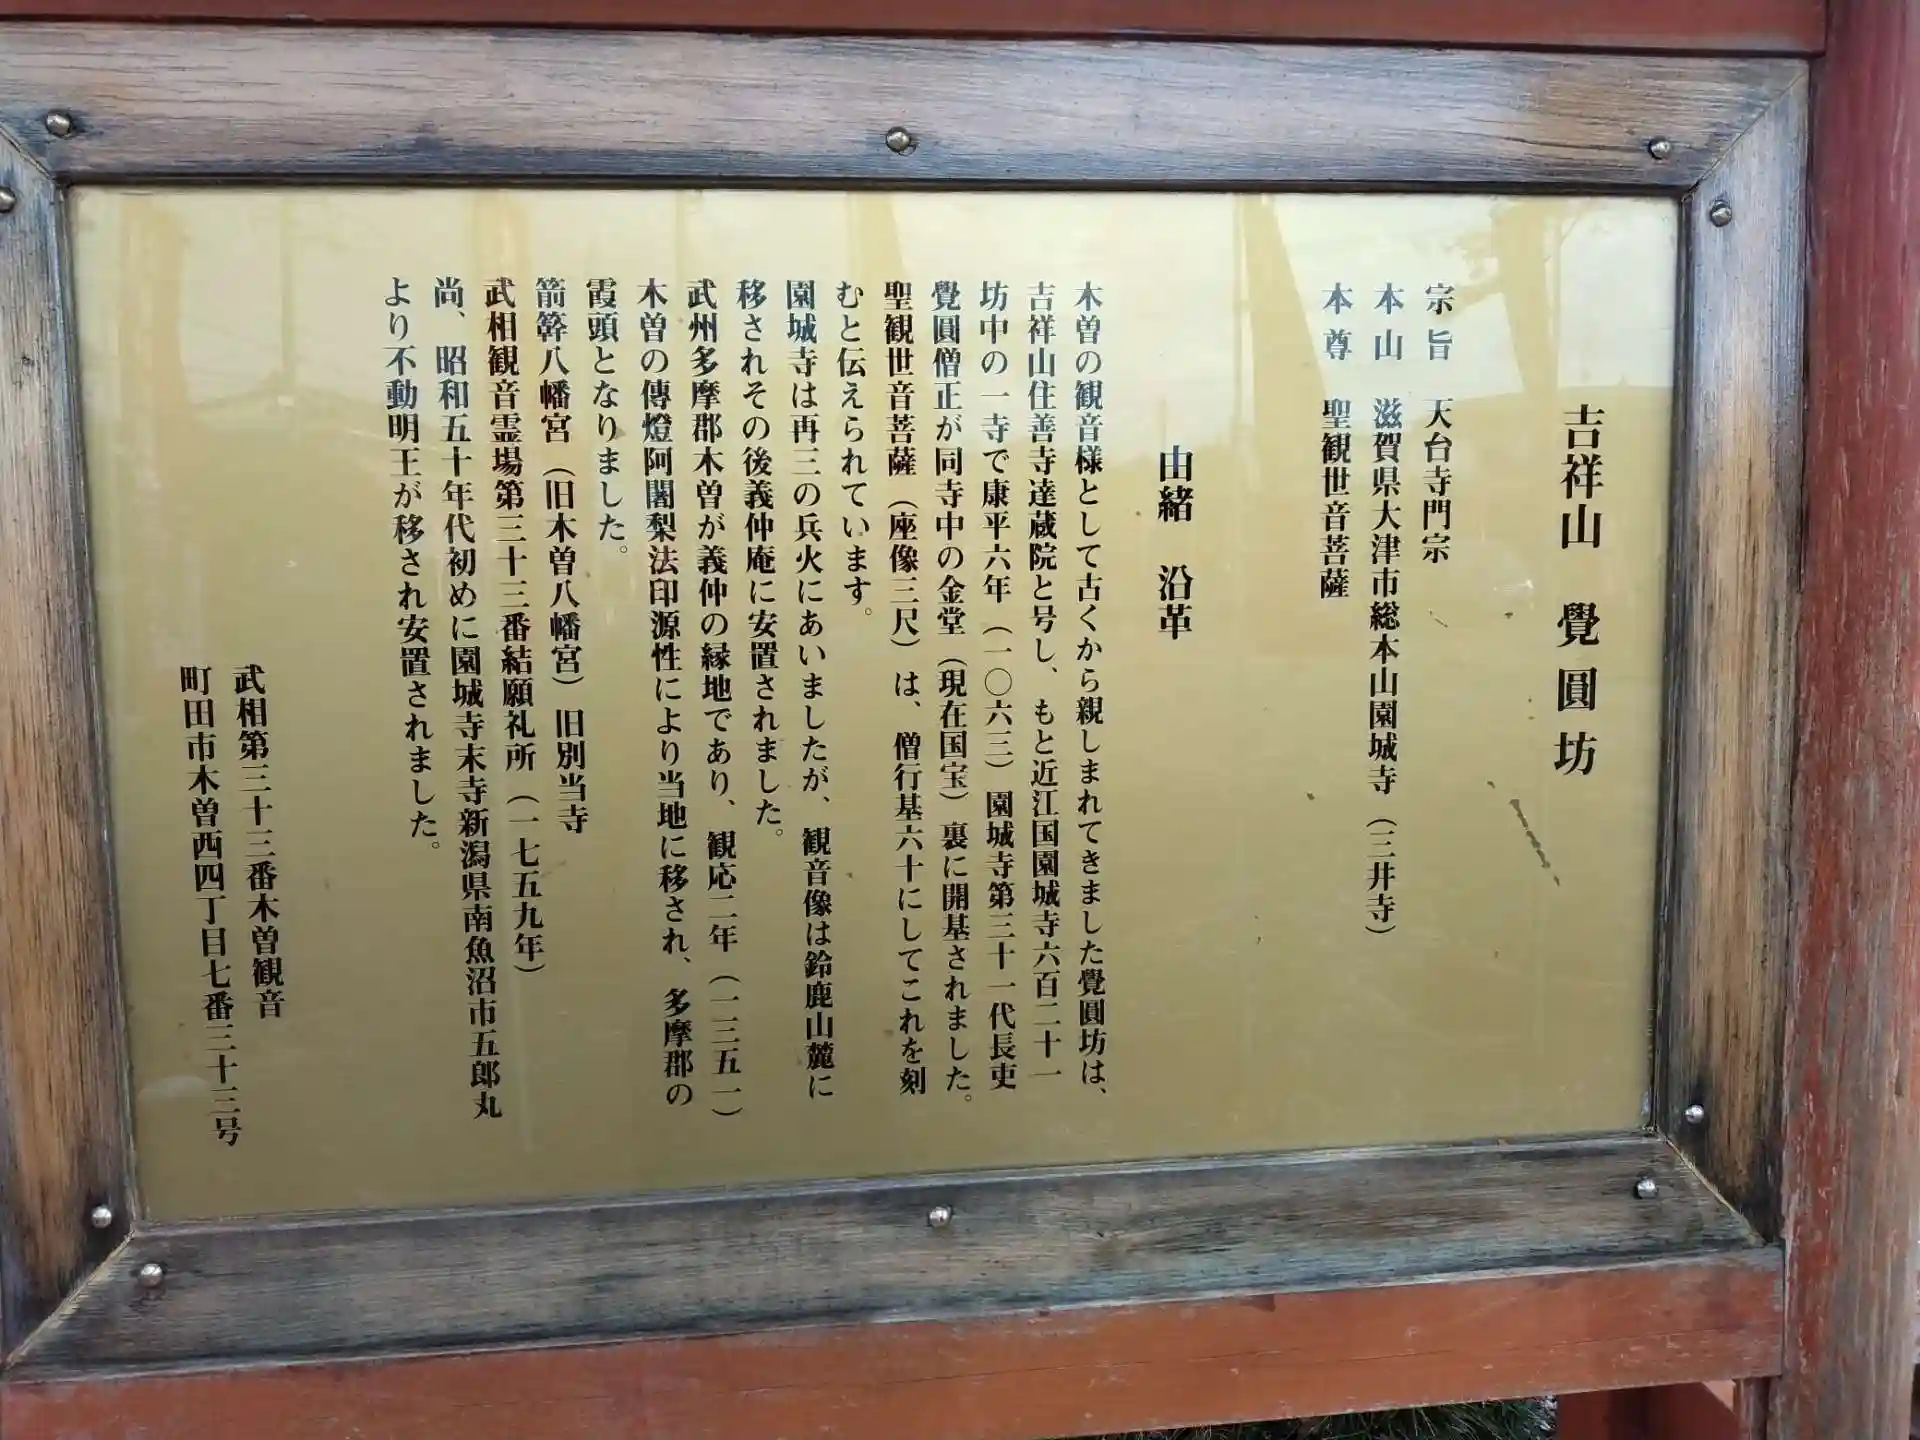 吉祥山　覺圓坊
宗旨　天台寺門宗
本山　滋賀県大津市総本山園城寺（三井寺）
本尊　聖観世音菩薩
由緒　沿革
木曽の観音様として古くから親しまれてきました覺圓坊は、
吉祥山住善寺達蔵院と号し、もと近江国園城寺六百二十一
坊中の一寺で康平六年（一〇六三）園城寺第三十一代長吏
覺圓僧正が同寺中の金堂（現在国宝）裏に開基されました。
聖観世音菩薩（座像三尺）は、僧行基六十にしてこれを刻
むと伝えられています。
園城寺は再三の兵火にあいましたが、観音像は鈴鹿山麓に
移されその後義仲庵に安置されました。
武州多摩郡木曽が義仲の縁地であり、観応二年（一三五一）
木曽の傳燈阿闍梨法印源性により当地に移され、多摩郡の
霞頭となりました。
箭簳八幡宮（旧木曽八幡宮）旧別当寺
武相観音霊場第三十三番結願礼所（一七五九年）
尚、昭和五十年代初めに園城寺末寺新潟県南魚沼市五郎丸
より不動明王が移され安置されました。
武相第三十三番木曽観音
町田市木曽西四丁目七番三十三号